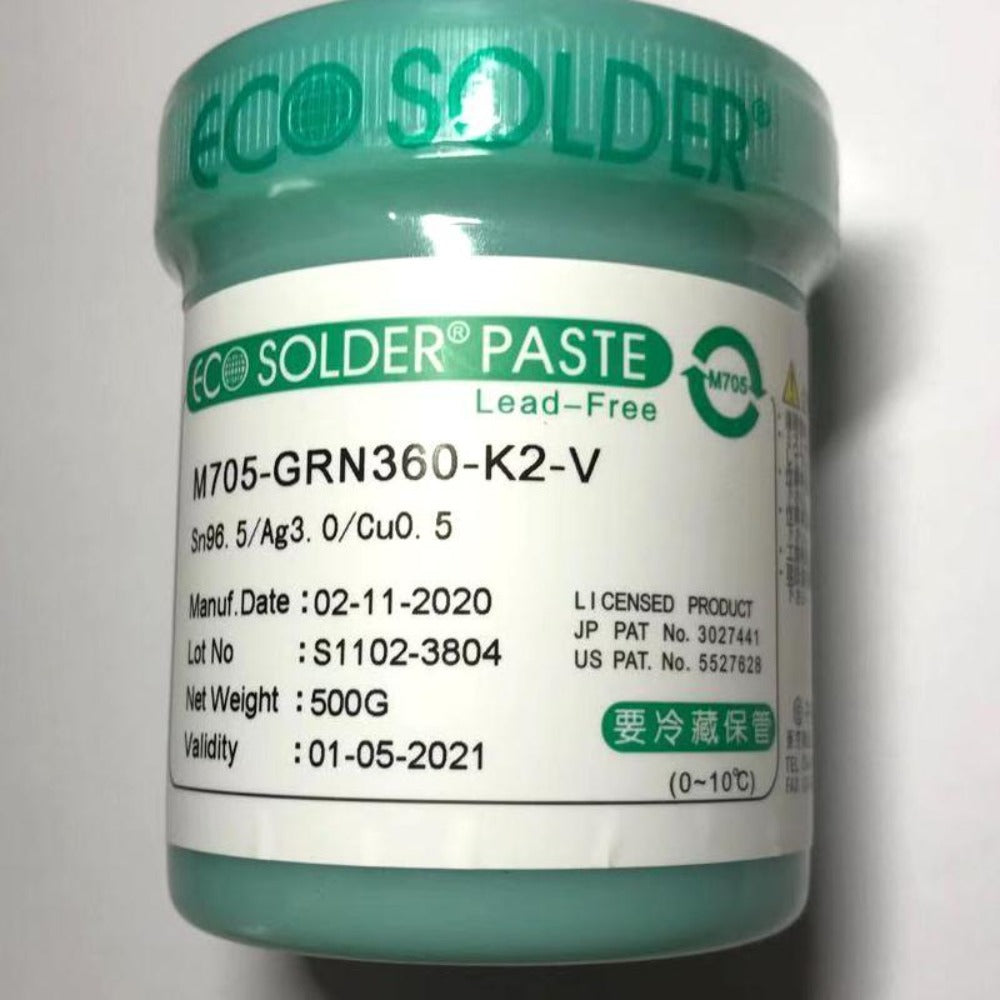 ECO SOLDER®
ECO SOLDER® PASTE
Lead-Free
M705
M705-GRN360-K2-V
Sn96. 5/Ag3. 0/Cu0. 5
Manuf.Date :02-11-2020
Lot No :S1102-3804
Net Weight :500G
Validity :01-05-2021
LICENSED PRODUCT
JP PAT No. 3027441
US PAT. No. 5527628
要冷藏保管
(0~10℃)
TEL
FAX